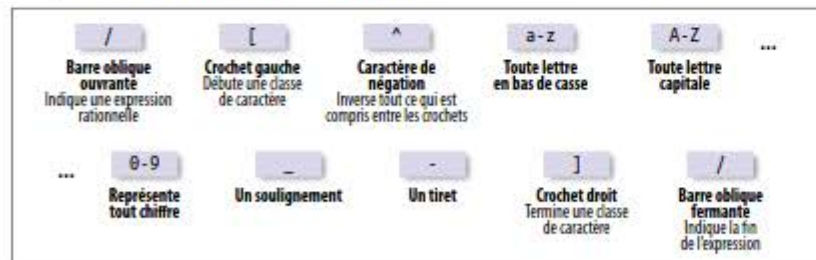 / [ ^ a-z A-Z ...
Barre oblique ouvrante
Indique une expression rationnelle
Crochet gauche
Débute une classe de caractère
Caractère de négation
Inverse tout ce qui est compris entre les crochets
Toute lettre en bas de casse
Toute lettre capitale
... 0-9 _ - ] /
Représente tout chiffre
Un soulignement
Un tiret
Crochet droit
Termine une classe de caractère
Barre oblique fermante
Indique la fin de l'expression